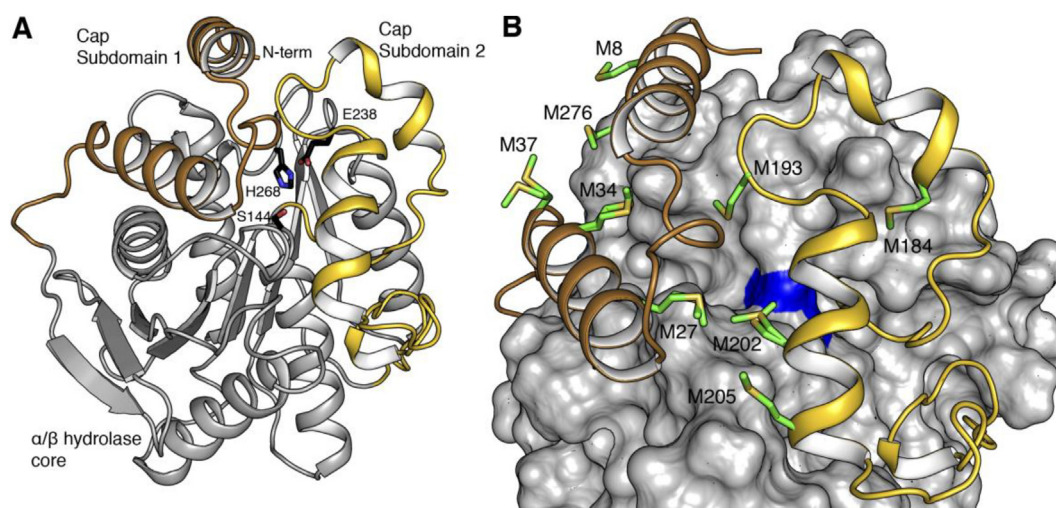 A
Cap
Subdomain 1
N-term
Cap
Subdomain 2
E238
H268
S144
α/β hydrolase
core
B
M8
M276
M37
M34
M193
M184
M27
M202
M205